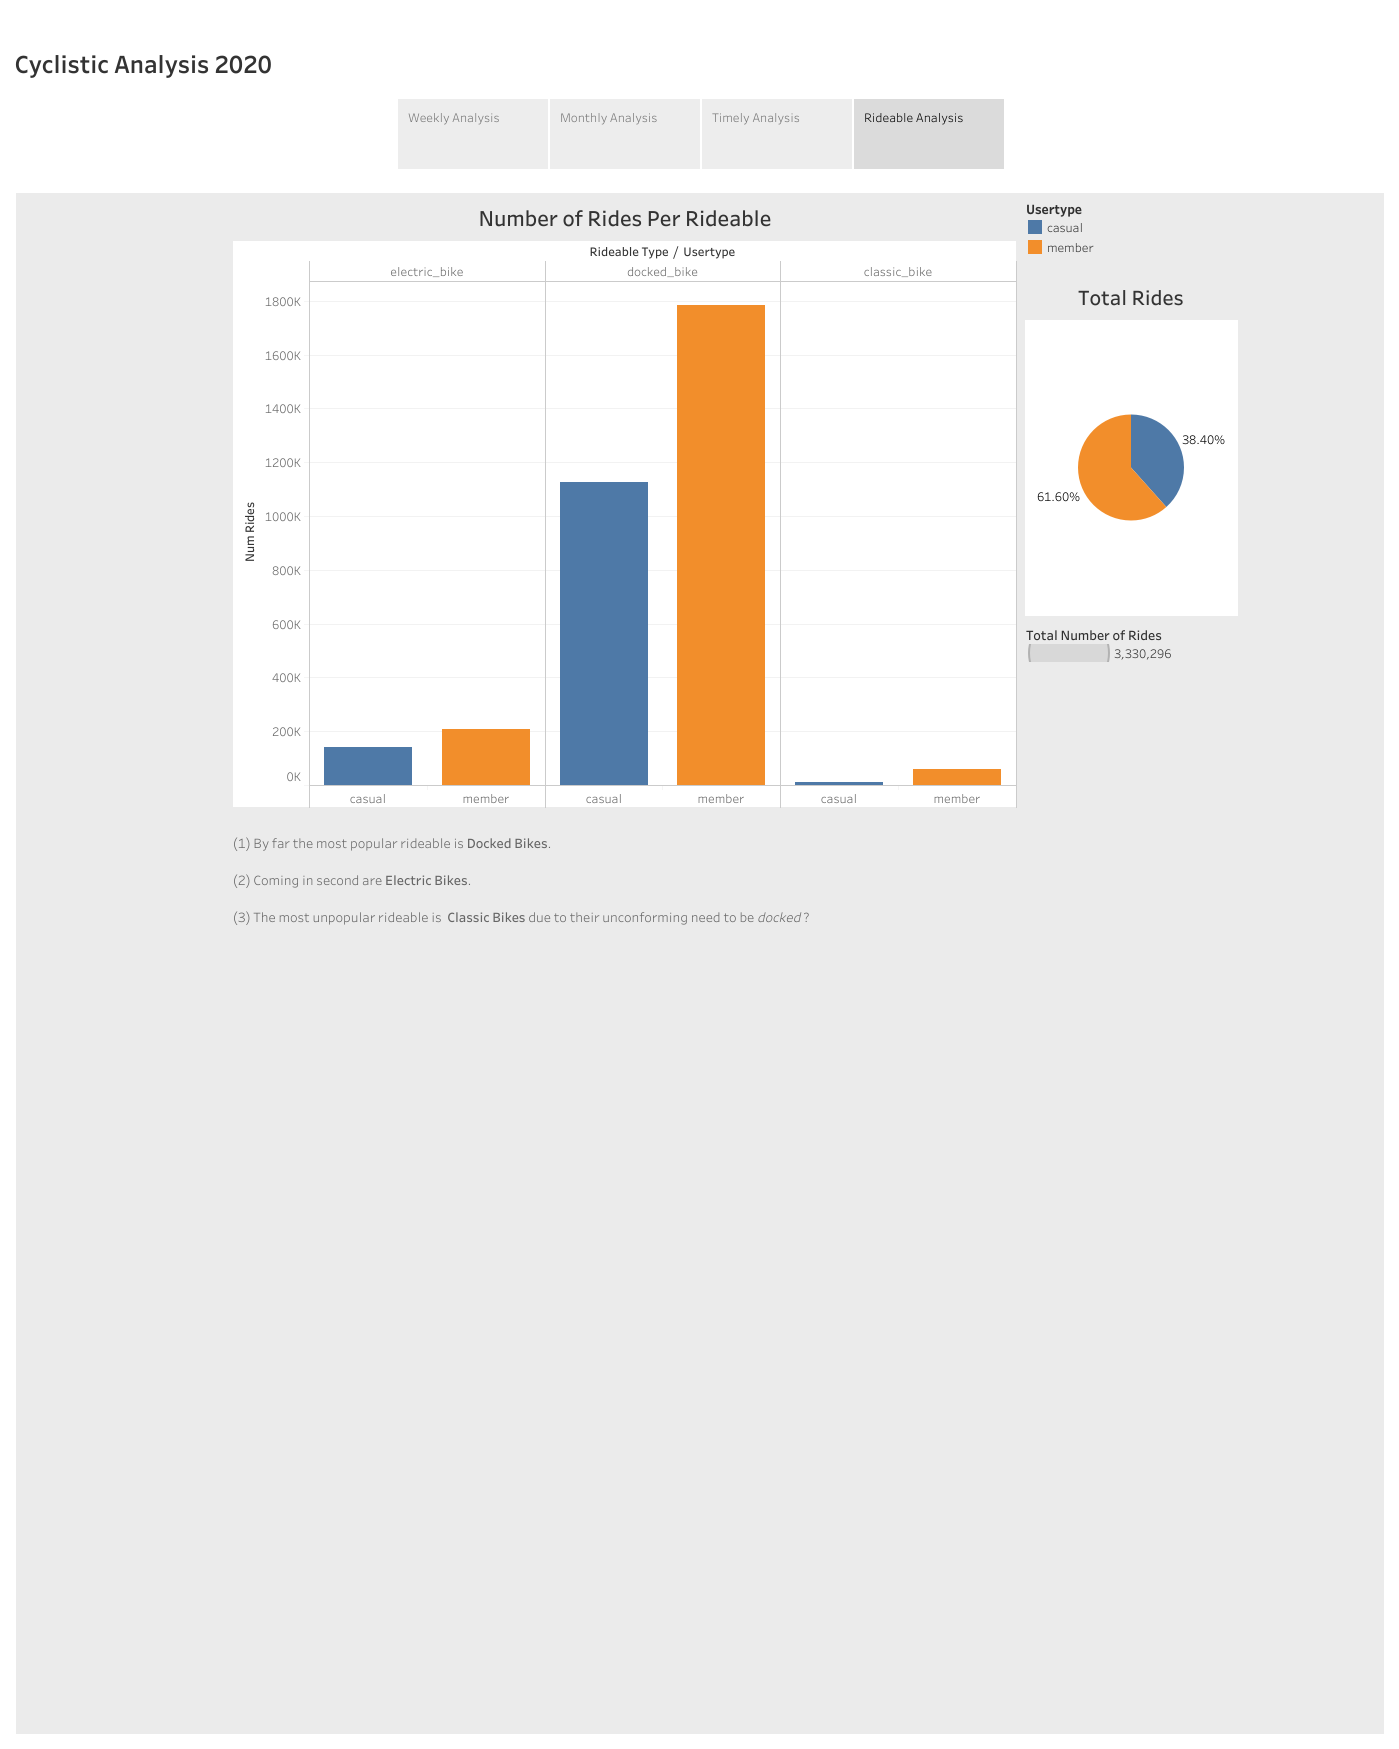 Cyclistic Analysis 2020
Weekly Analysis
Monthly Analysis
Timely Analysis
Rideable Analysis
Number of Rides Per Rideable
Rideable Type / Usertype
electric_bike
docked_bike
classic_bike
1800K
1600K
1400K
1200K
1000K
800K
600K
400K
200K
0K
Num Rides
casual
member
casual
member
casual
member
Usertype
casual
member
Total Rides
38.40%
61.60%
Total Number of Rides
3,330,296
(1) By far the most popular rideable is Docked Bikes.
(2) Coming in second are Electric Bikes.
(3) The most unpopular rideable is Classic Bikes due to their unconforming need to be docked?